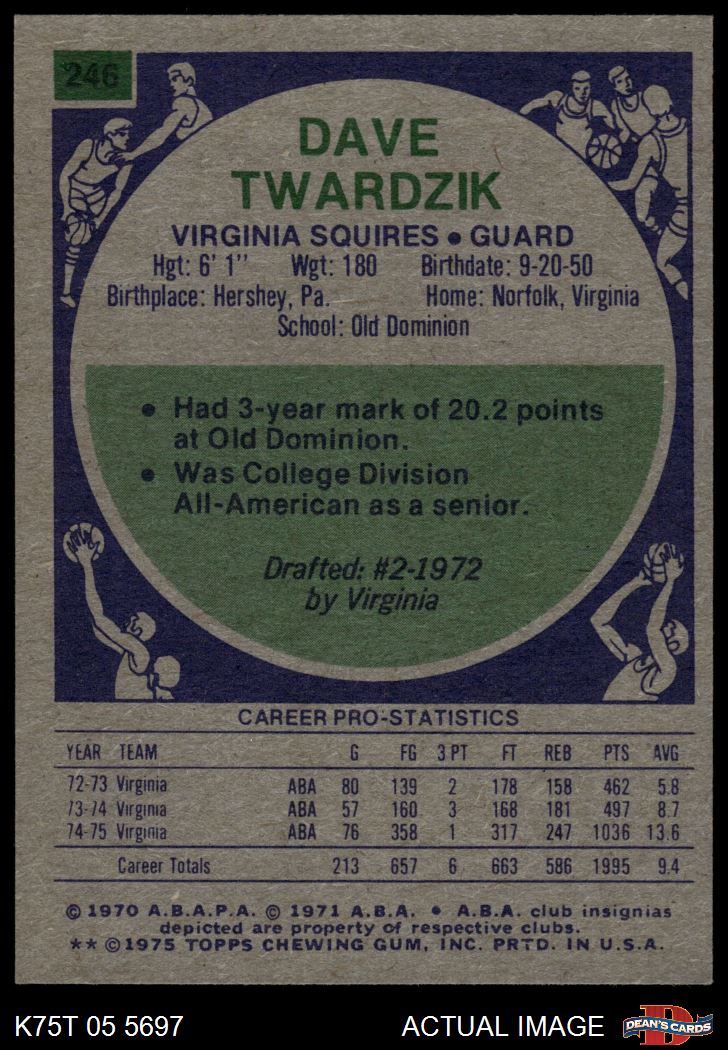 246
DAVE
TWARDZIK
VIRGINIA SQUIRES • GUARD
Hgt: 6' 1" Wgt: 180 Birthdate: 9-20-50
Birthplace: Hershey, Pa. Home: Norfolk, Virginia
School: Old Dominion
• Had 3-year mark of 20.2 points
at Old Dominion.
• Was College Division
All-American as a senior.
Drafted: #2-1972
by Virginia
CAREER PRO-STATISTICS
YEAR TEAM G FG 3 PT FT REB PTS AVG
72-73 Virginia ABA 80 139 2 178 158 462 5.8
73-74 Virginia ABA 57 160 3 168 181 497 8.7
74-75 Virginia ABA 76 358 1 317 247 1036 13.6
Career Totals 213 657 6 663 586 1995 9.4
© 1970 A.B.A.P.A. © 1971 A.B.A. • A.B.A. club insignias
depicted are property of respective clubs.
** ©1975 TOPPS CHEWING GUM, INC. PRTD. IN U.S.A.
K75T 05 5697 ACTUAL IMAGE
D
DEAN'S CARDS